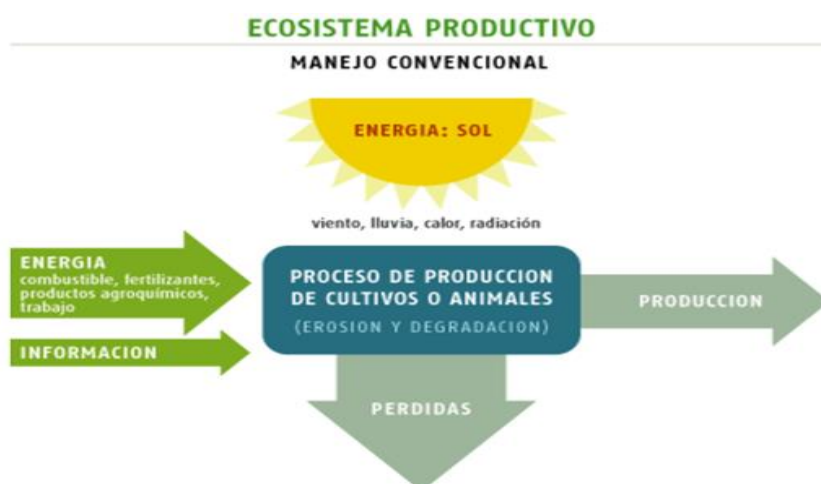 ECOSISTEMA PRODUCTIVO
MANEJO CONVENCIONAL
ENERGIA: SOL
viento, lluvia, calor, radiación
ENERGIA
combustible, fertilizantes,
productos agroquímicos,
trabajo
INFORMACION
PROCESO DE PRODUCCION
DE CULTIVOS O ANIMALES
(EROSION Y DEGRADACION)
PRODUCCION
PERDIDAS